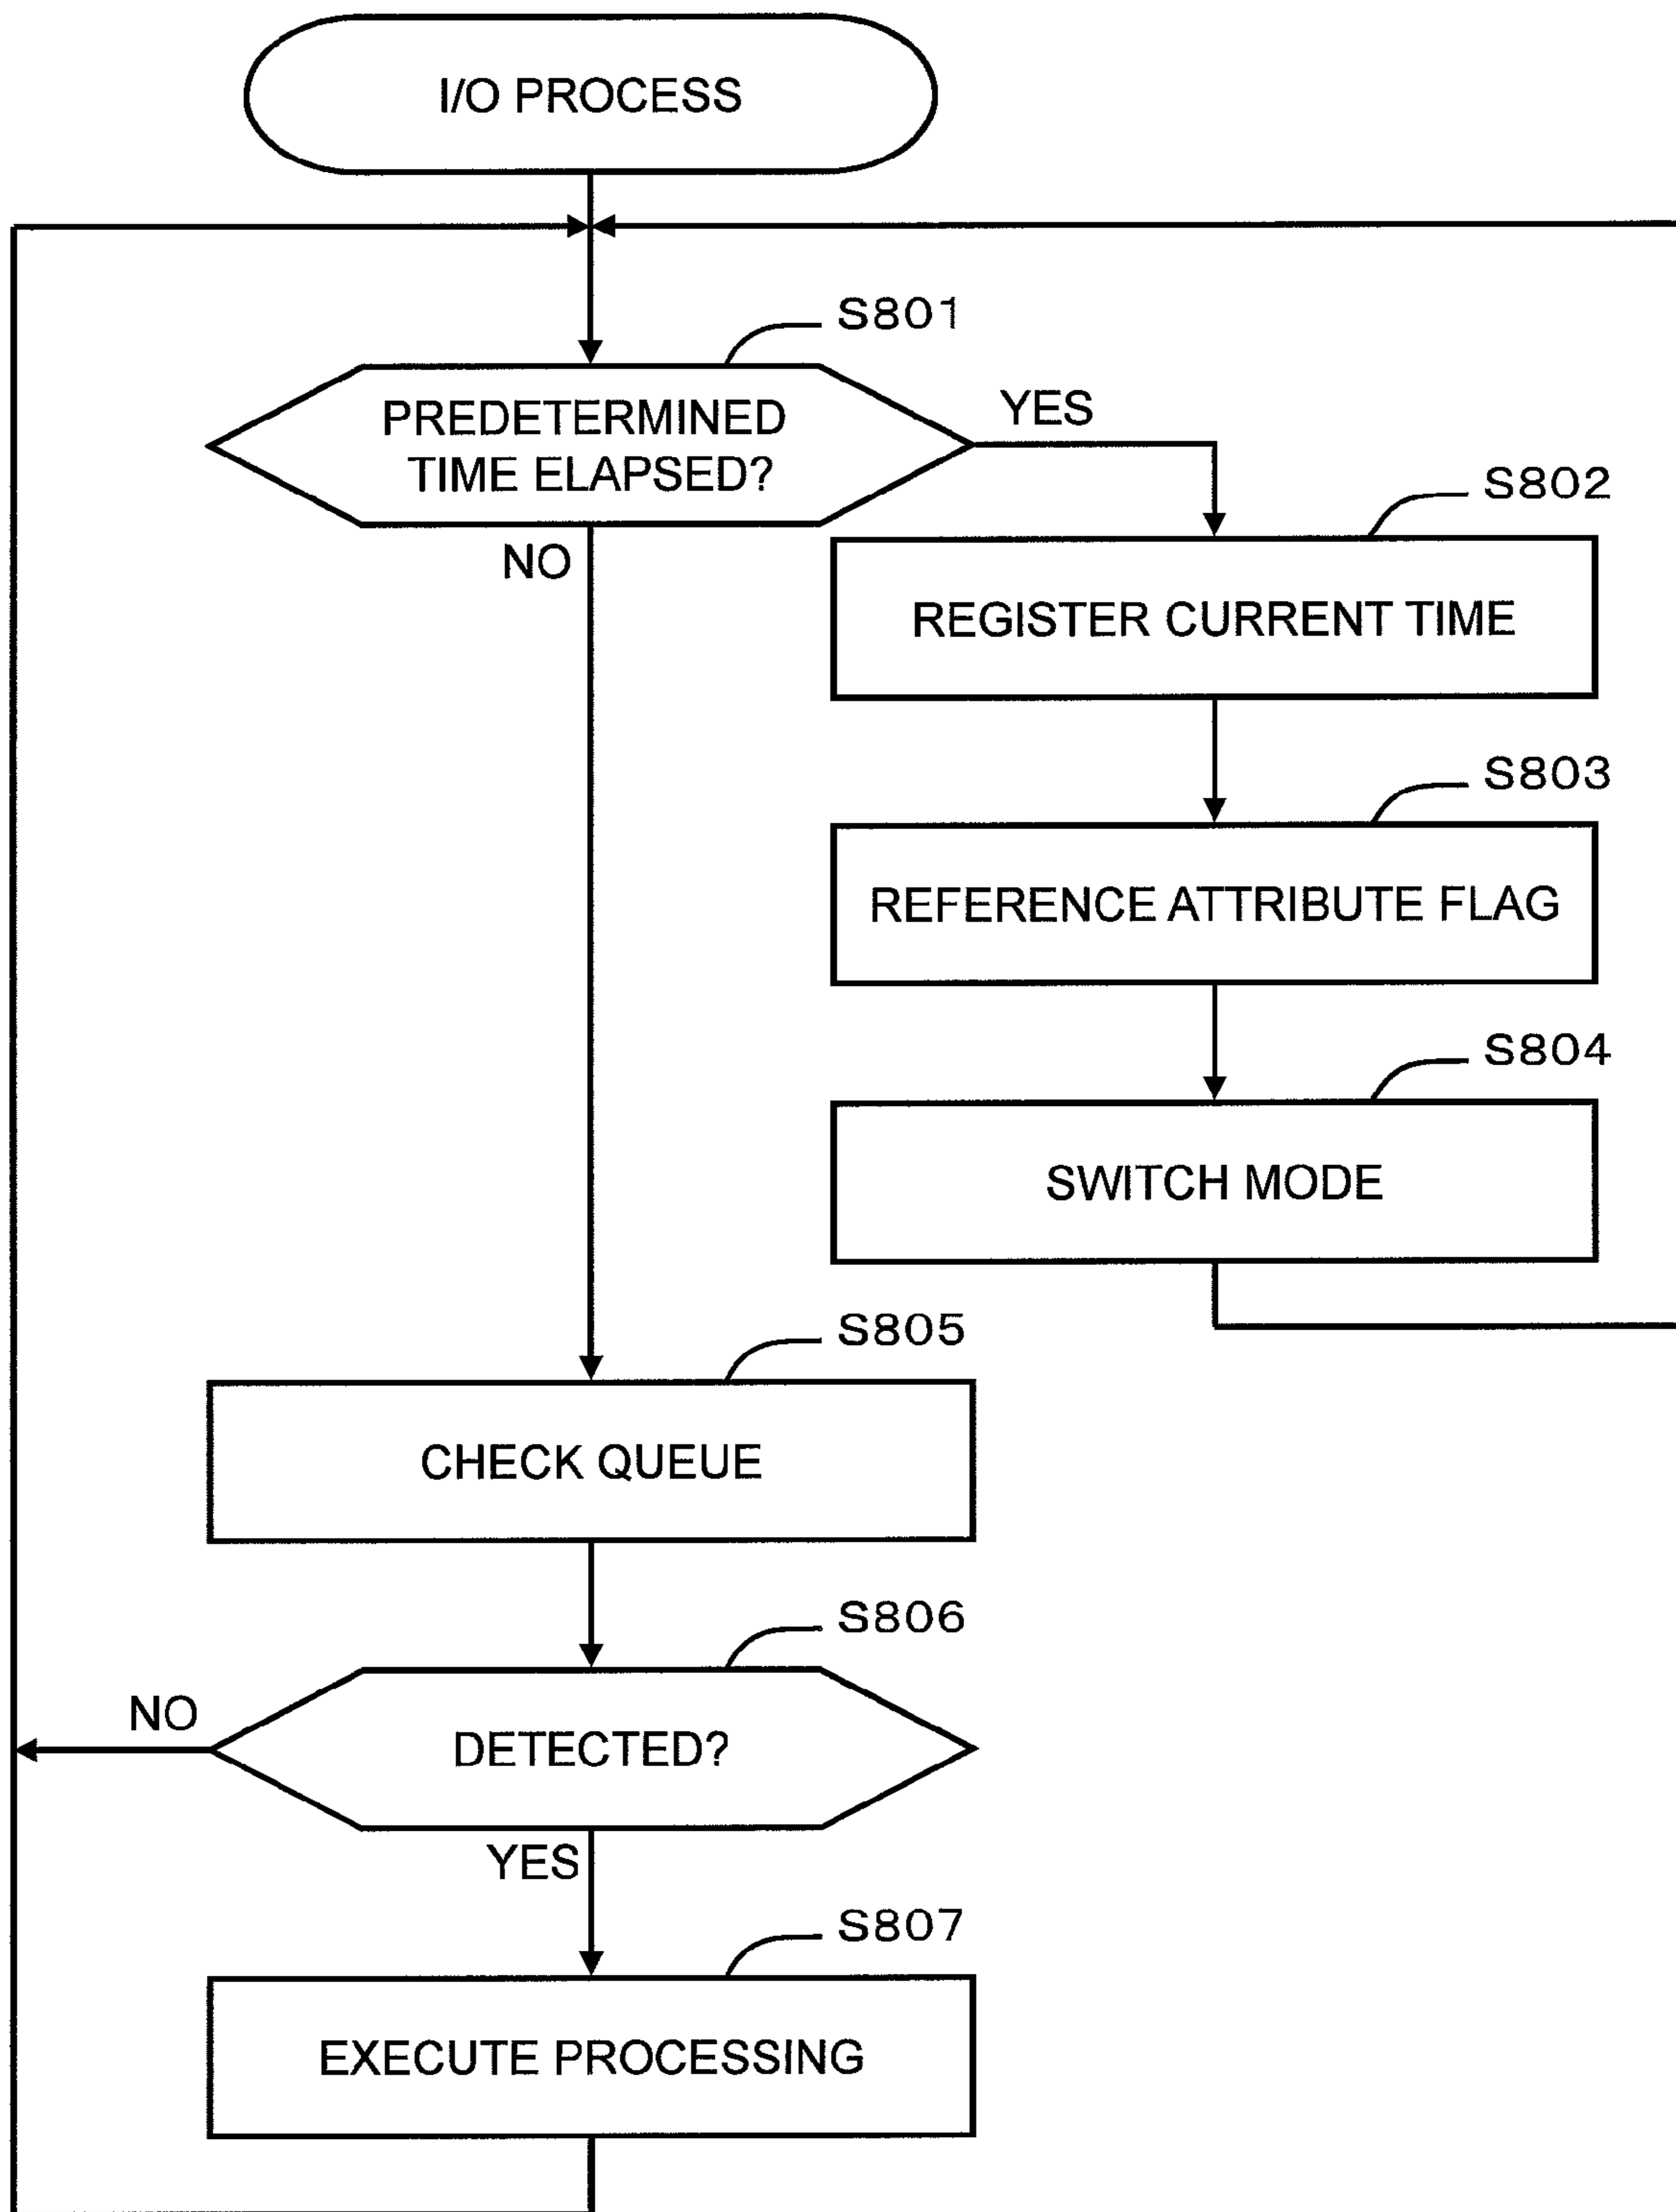 I/O PROCESS
S801
PREDETERMINED
TIME ELAPSED?
YES
NO
S802
REGISTER CURRENT TIME
S803
REFERENCE ATTRIBUTE FLAG
S804
SWITCH MODE
S805
CHECK QUEUE
S806
DETECTED?
NO
YES
S807
EXECUTE PROCESSING